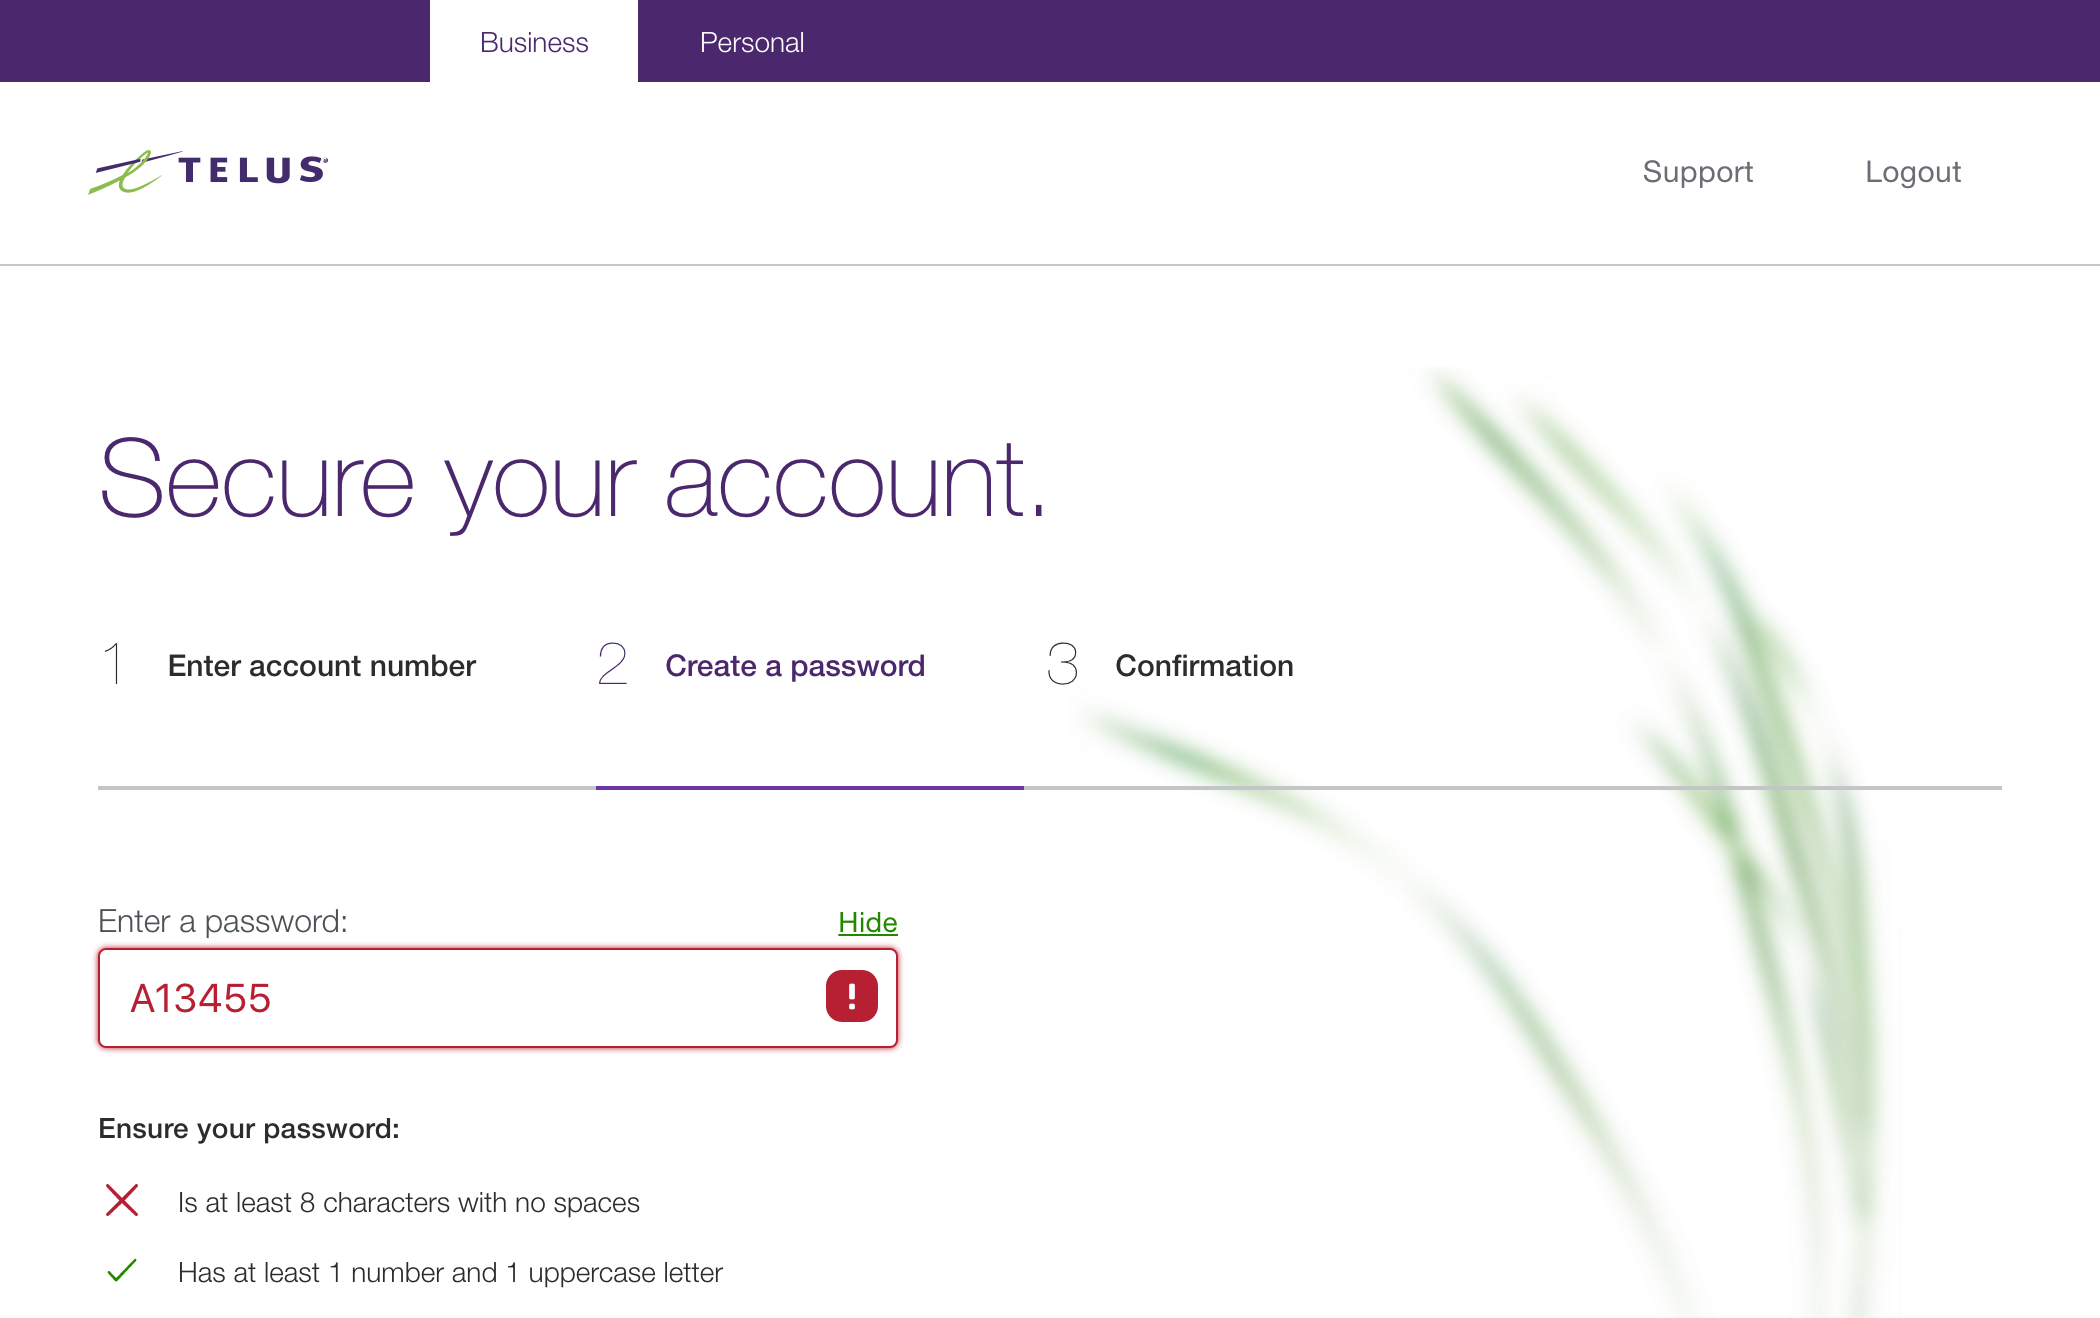 Business Personal
TELUS®
Support Logout
Secure your account.
1 Enter account number 2 Create a password 3 Confirmation
Enter a password: Hide
A13455 !
Ensure your password:
Is at least 8 characters with no spaces
Has at least 1 number and 1 uppercase letter